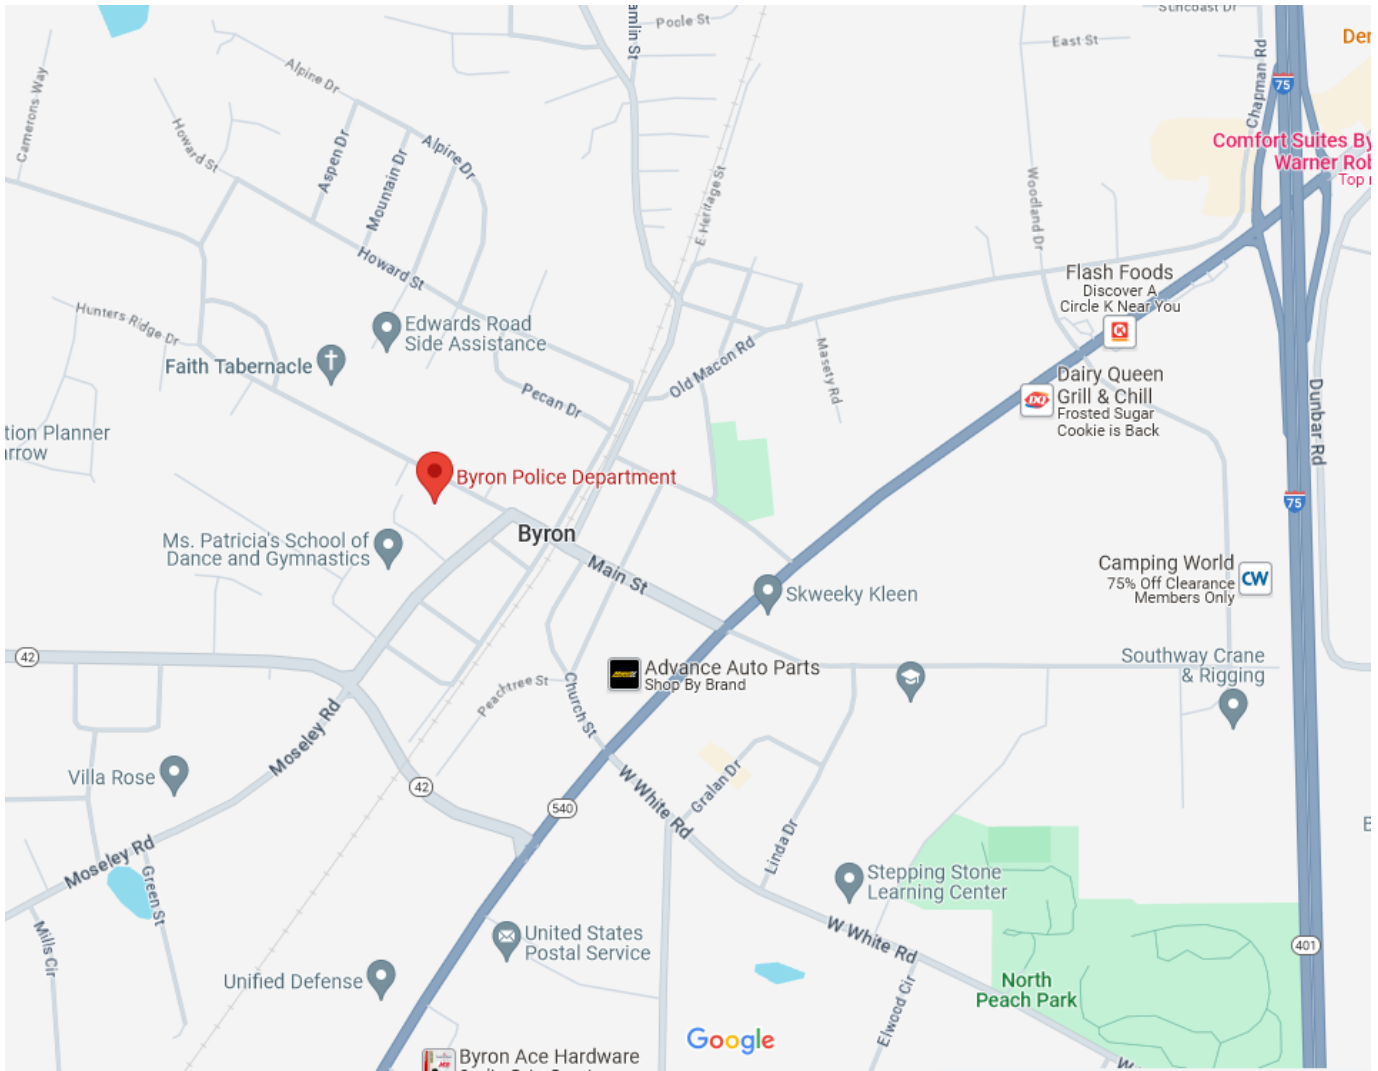 Poole St
Suncoast Dr
East St
Alpine Dr
75
Chapman Rd
Camerons Way
Howard St
Aspen Dr
Mountain Dr
Alpine Dr
E Heritage St
Woodland Dr
Comfort Suites By
Warner Rob
Top
Howard St
Flash Foods
Discover A
Circle K Near You
Hunters Ridge Dr
Edwards Road
Side Assistance
Faith Tabernacle
Old Macon Rd
Masety Rd
Pecan Dr
DQ
Dairy Queen
Grill & Chill
Frosted Sugar
Cookie is Back
Dunbar Rd
tion Planner
Byron Police Department
75
Byron
Ms. Patricia's School of
Dance and Gymnastics
Main St
Skweeky Kleen
Camping World
75% Off Clearance
Members Only
CW
42
Advance Auto Parts
Shop By Brand
Southway Crane
& Rigging
Peachtree St
Church St
Moseley Rd
Villa Rose
42
540
W White Rd
Gralan Dr
Linda Dr
Moseley Rd
Green St
Stepping Stone
Learning Center
Mills Cir
United States
Postal Service
W White Rd
401
Unified Defense
Elwood Cir
North
Peach Park
Google
Byron Ace Hardware